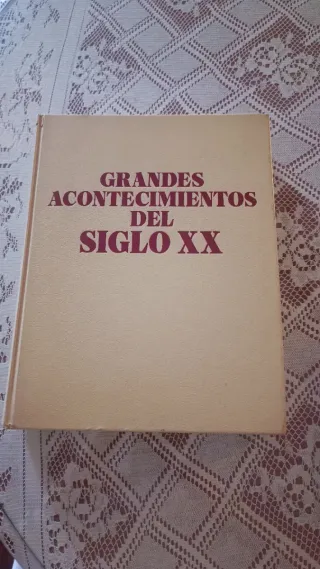 GRANDES
ACONTECIMIENTOS
DEL
SIGLO XX